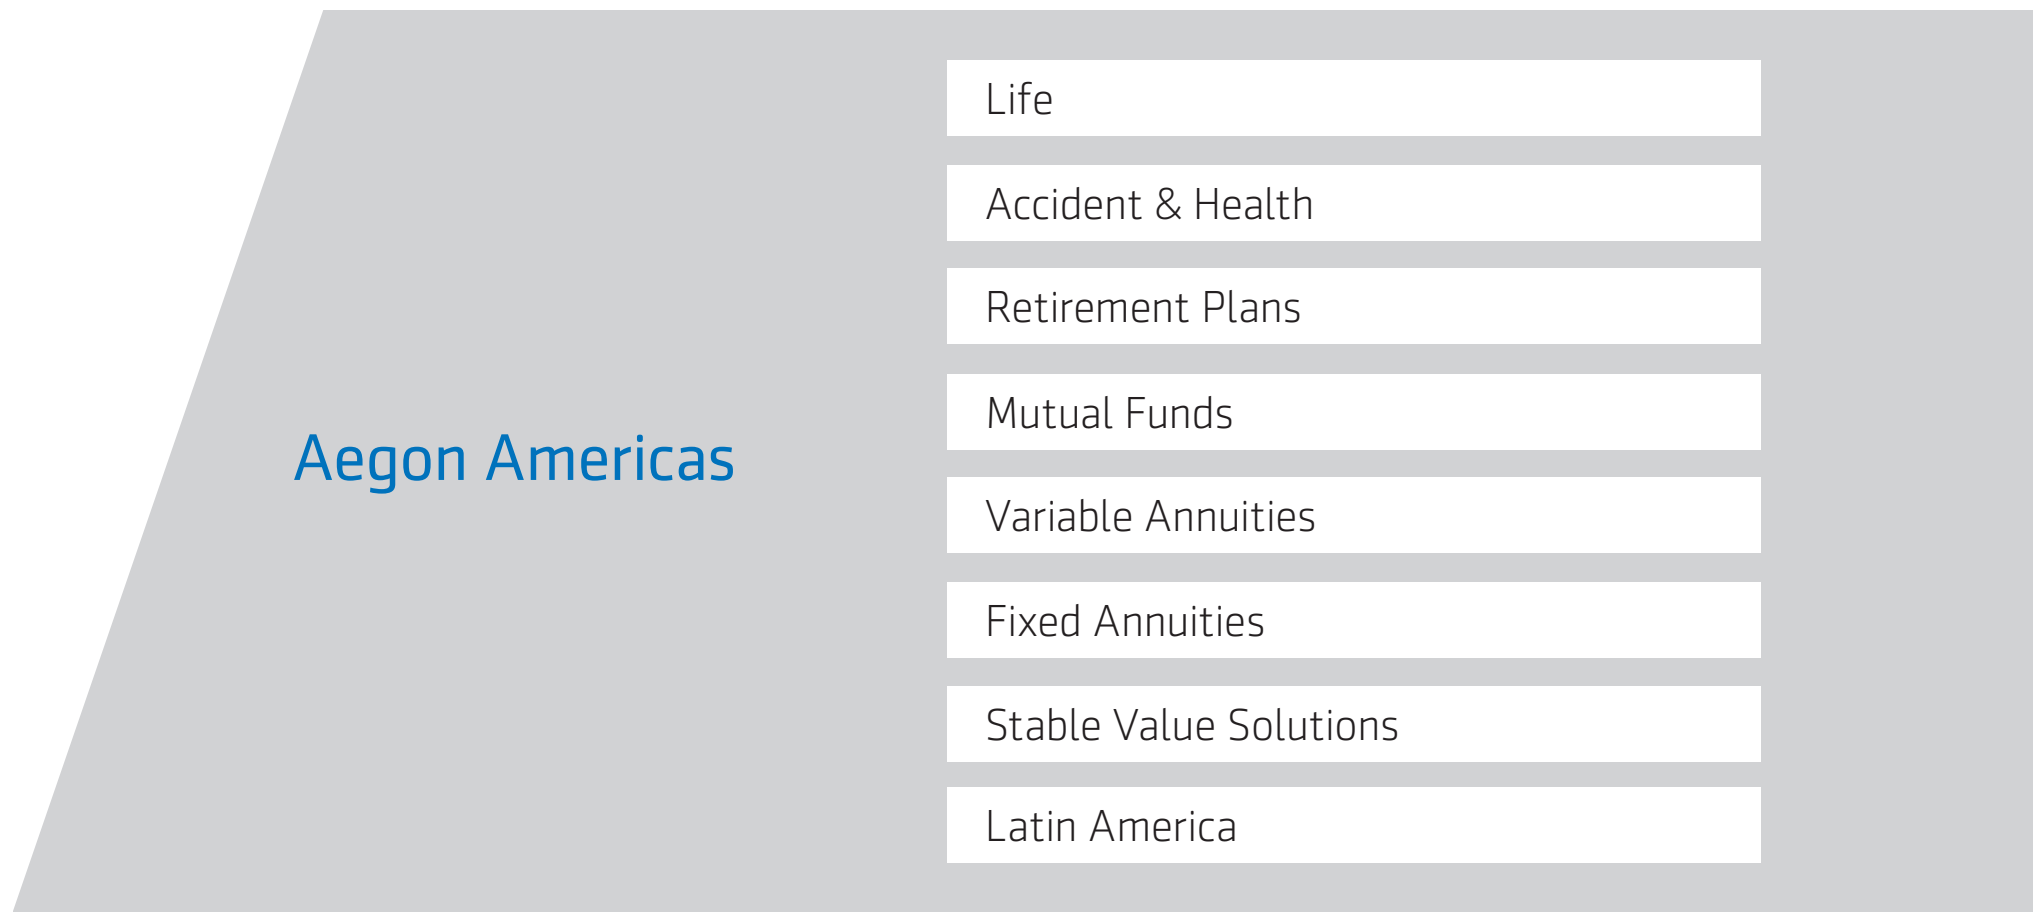 Aegon Americas
Life
Accident & Health
Retirement Plans
Mutual Funds
Variable Annuities
Fixed Annuities
Stable Value Solutions
Latin America